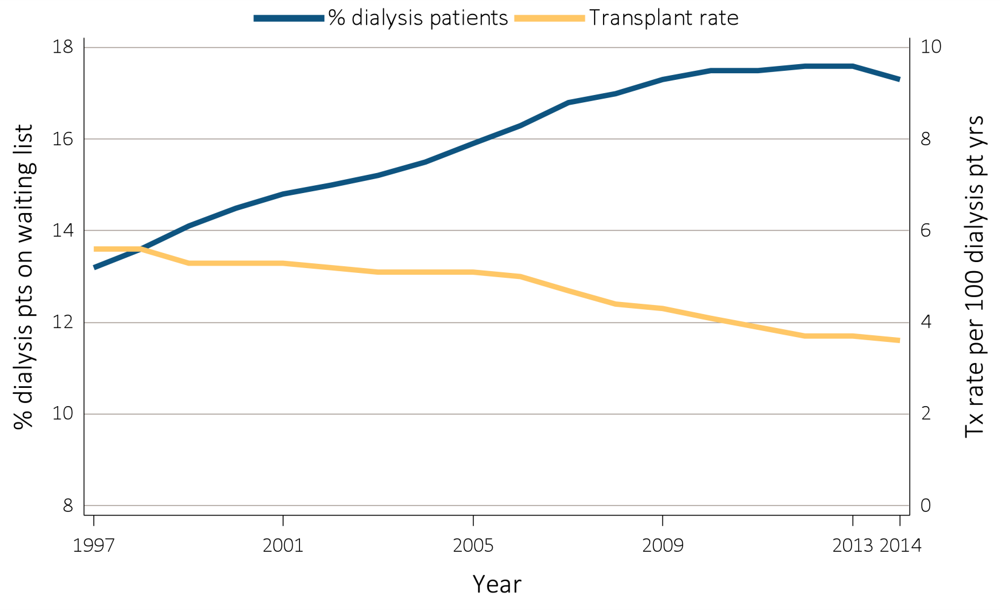 % dialysis patients Transplant rate
% dialysis pts on waiting list
18
16
14
12
10
8
10
8
6
4
2
0
Tx rate per 100 dialysis pt yrs
1997 2001 2005 2009 2013 2014
Year